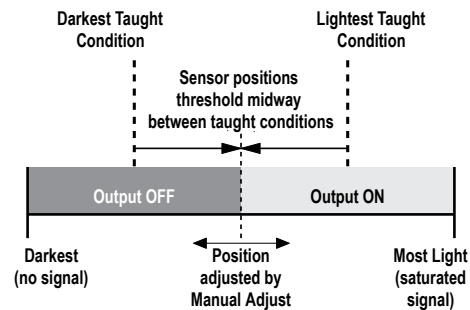 Darkest Taught
Condition
Lightest Taught
Condition
Sensor positions
threshold midway
between taught conditions
Output OFF
Output ON
Darkest
(no signal)
Position
adjusted by
Manual Adjust
Most Light
(saturated
signal)